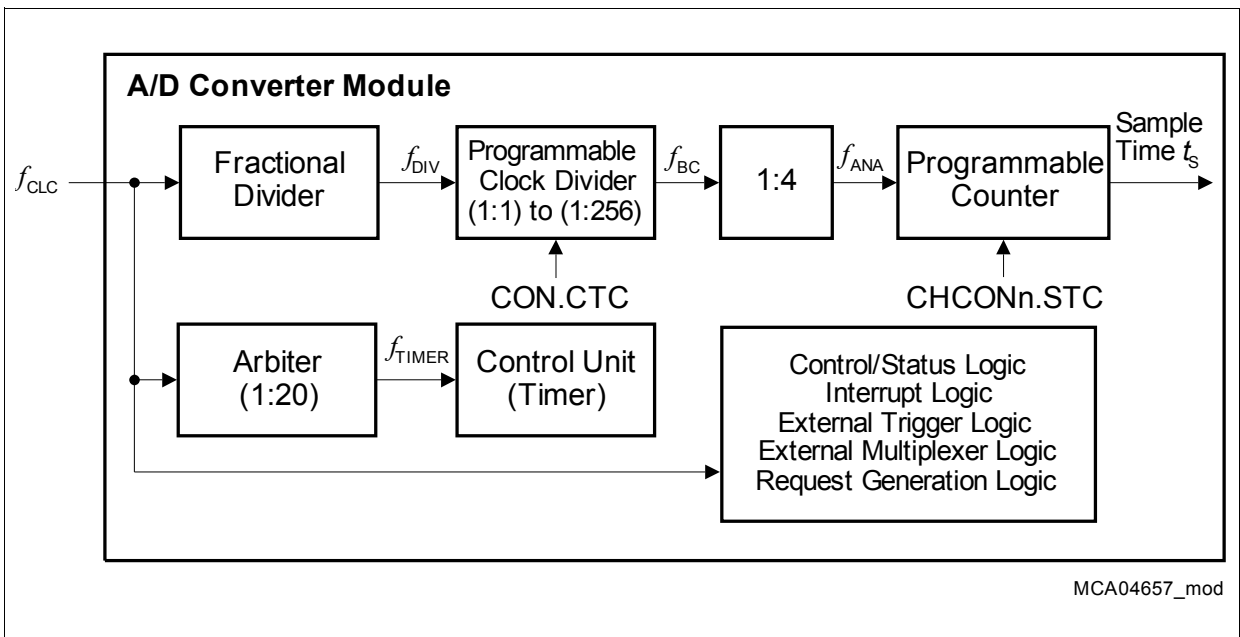 A/D Converter Module
fCLC
Fractional
Divider
fDIV
Programmable
Clock Divider
(1:1) to (1:256)
fBC
1:4
fANA
Programmable
Counter
Sample
Time tS
CON.CTC
CHCONn.STC
Arbiter
(1:20)
fTIMER
Control Unit
(Timer)
Control/Status Logic
Interrupt Logic
External Trigger Logic
External Multiplexer Logic
Request Generation Logic
MCA04657_mod